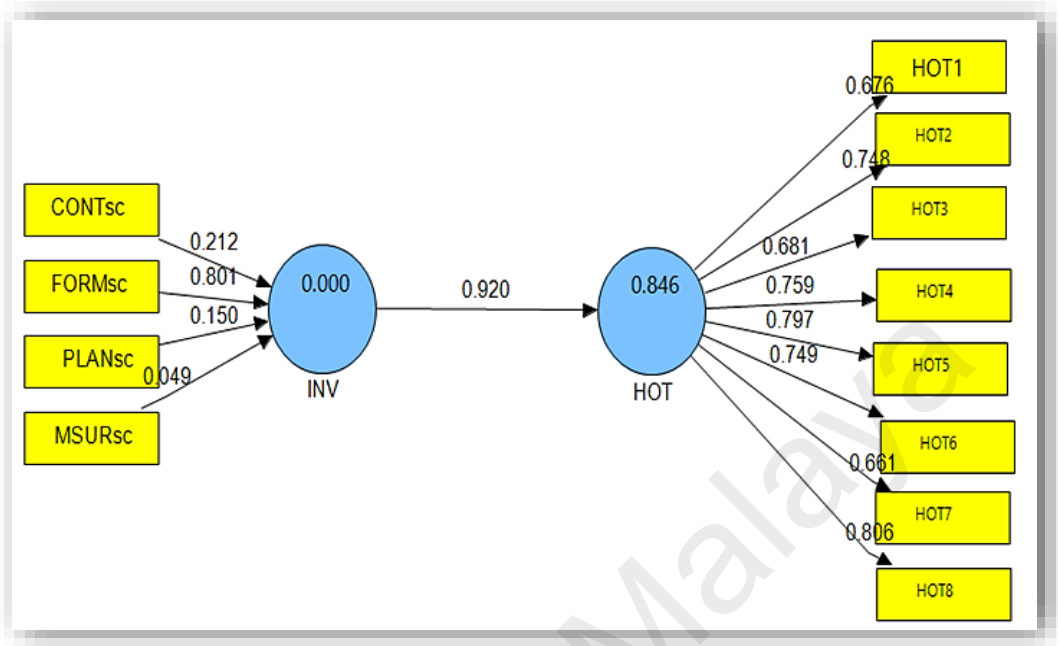 CONTsc
FORMsc
PLANsc
MSURsc
0.212
0.801
0.150
0.049
0.000
INV
0.920
0.846
HOT
0.676
0.748
0.681
0.759
0.797
0.749
0.661
0.806
HOT1
HOT2
HOT3
HOT4
HOT5
HOT6
HOT7
HOT8
Malaya